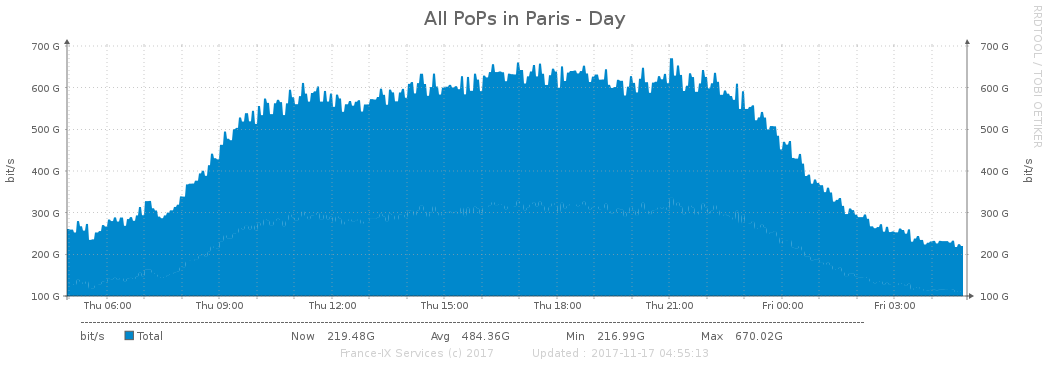 All PoPs in Paris - Day
RRDTOOL / TOBI OETIKER
700 G 700 G
600 G 600 G
500 G 500 G
400 G 400 G
bit/s bit/s
300 G 300 G
200 G 200 G
100 G 100 G
Thu 06:00 Thu 09:00 Thu 12:00 Thu 15:00 Thu 18:00 Thu 21:00 Fri 00:00 Fri 03:00
bit/s Total Now 219.48G Avg 484.36G Min 216.99G Max 670.02G
France-IX Services (c) 2017 Updated : 2017-11-17 04:55:13